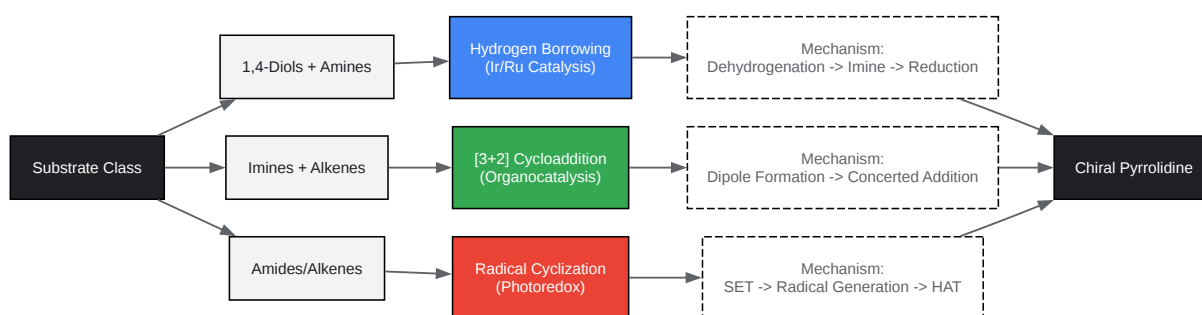 Substrate Class
1,4-Diols + Amines
Hydrogen Borrowing
(Ir/Ru Catalysis)
Mechanism:
Dehydrogenation -> Imine -> Reduction
Imines + Alkenes
[3+2] Cycloaddition
(Organocatalysis)
Mechanism:
Dipole Formation -> Concerted Addition
Amides/Alkenes
Radical Cyclization
(Photoredox)
Mechanism:
SET -> Radical Generation -> HAT
Chiral Pyrrolidine